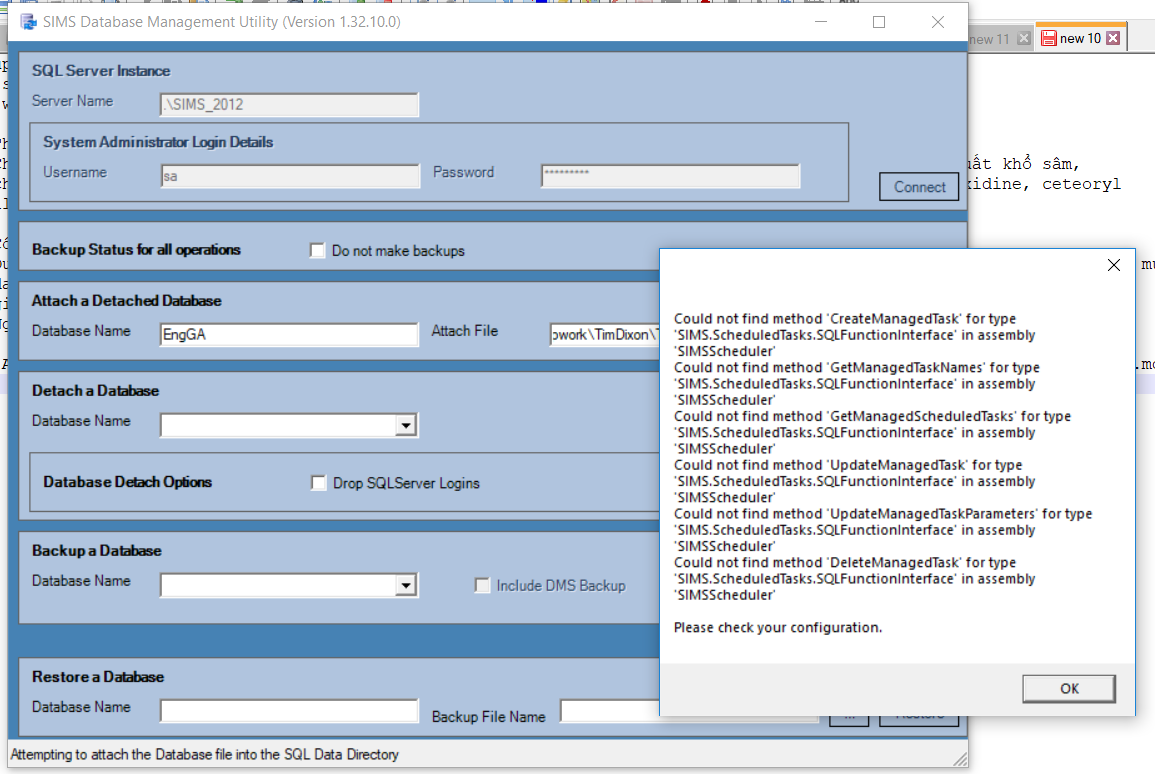 SIMS Database Management Utility (Version 1.32.10.0)
new 11
new 10
SQL Server Instance
Server Name
.\SIMS_2012
System Administrator Login Details
Username
sa
Password
*********
Connect
uất khổ sâm,
xidine, ceteoryl
Backup Status for all operations
Do not make backups
Attach a Detached Database
Database Name
EngGA
Attach File
owork\TimDixon\T
Detach a Database
Database Name
Database Detach Options
Drop SQLServer Logins
Backup a Database
Database Name
Include DMS Backup
Restore a Database
Database Name
Backup File Name
...
Restore
Attempting to attach the Database file into the SQL Data Directory
Could not find method 'CreateManagedTask' for type
'SIMS.ScheduledTasks.SQLFunctionInterface' in assembly
'SIMSScheduler'
Could not find method 'GetManagedTaskNames' for type
'SIMS.ScheduledTasks.SQLFunctionInterface' in assembly
'SIMSScheduler'
Could not find method 'GetManagedScheduledTasks' for type
'SIMS.ScheduledTasks.SQLFunctionInterface' in assembly
'SIMSScheduler'
Could not find method 'UpdateManagedTask' for type
'SIMS.ScheduledTasks.SQLFunctionInterface' in assembly
'SIMSScheduler'
Could not find method 'UpdateManagedTaskParameters' for type
'SIMS.ScheduledTasks.SQLFunctionInterface' in assembly
'SIMSScheduler'
Could not find method 'DeleteManagedTask' for type
'SIMS.ScheduledTasks.SQLFunctionInterface' in assembly
'SIMSScheduler'
Please check your configuration.
OK